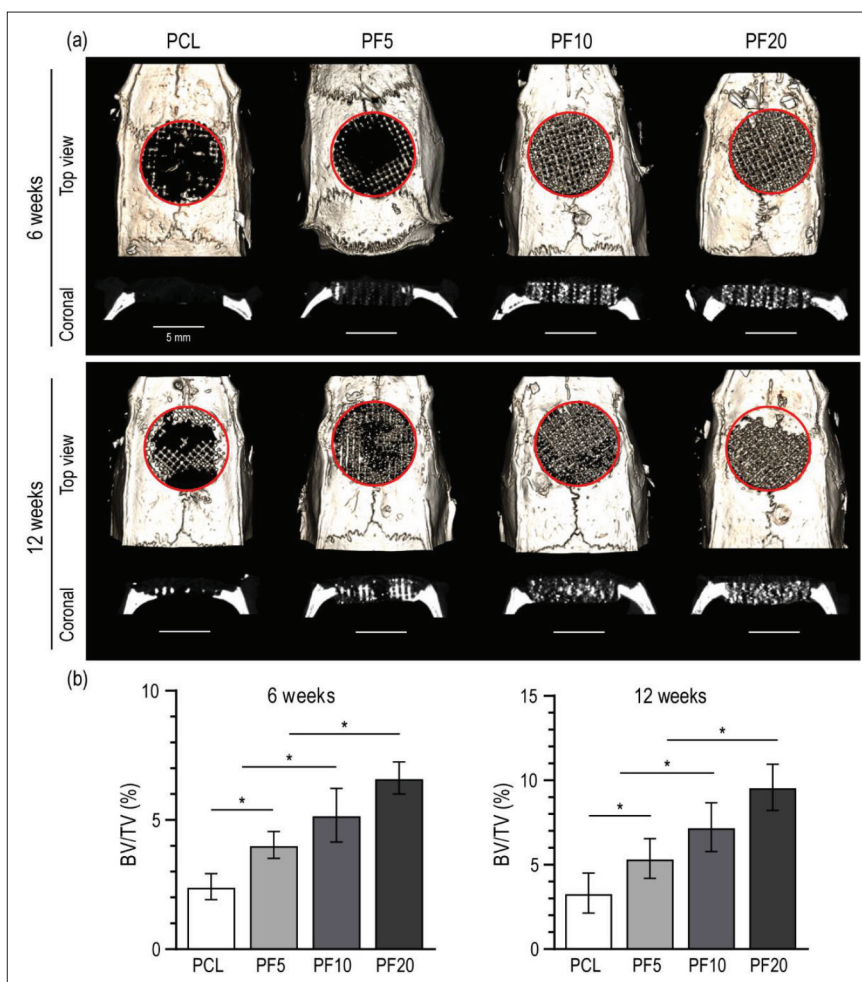 (a)
PCL PF5 PF10 PF20
6 weeks
Top view
Coronal
5 mm
12 weeks
Top view
Coronal
(b)
6 weeks
BV/TV (%)
10
5
0
* * *
PCL PF5 PF10 PF20
12 weeks
BV/TV (%)
15
10
5
0
* * *
PCL PF5 PF10 PF20